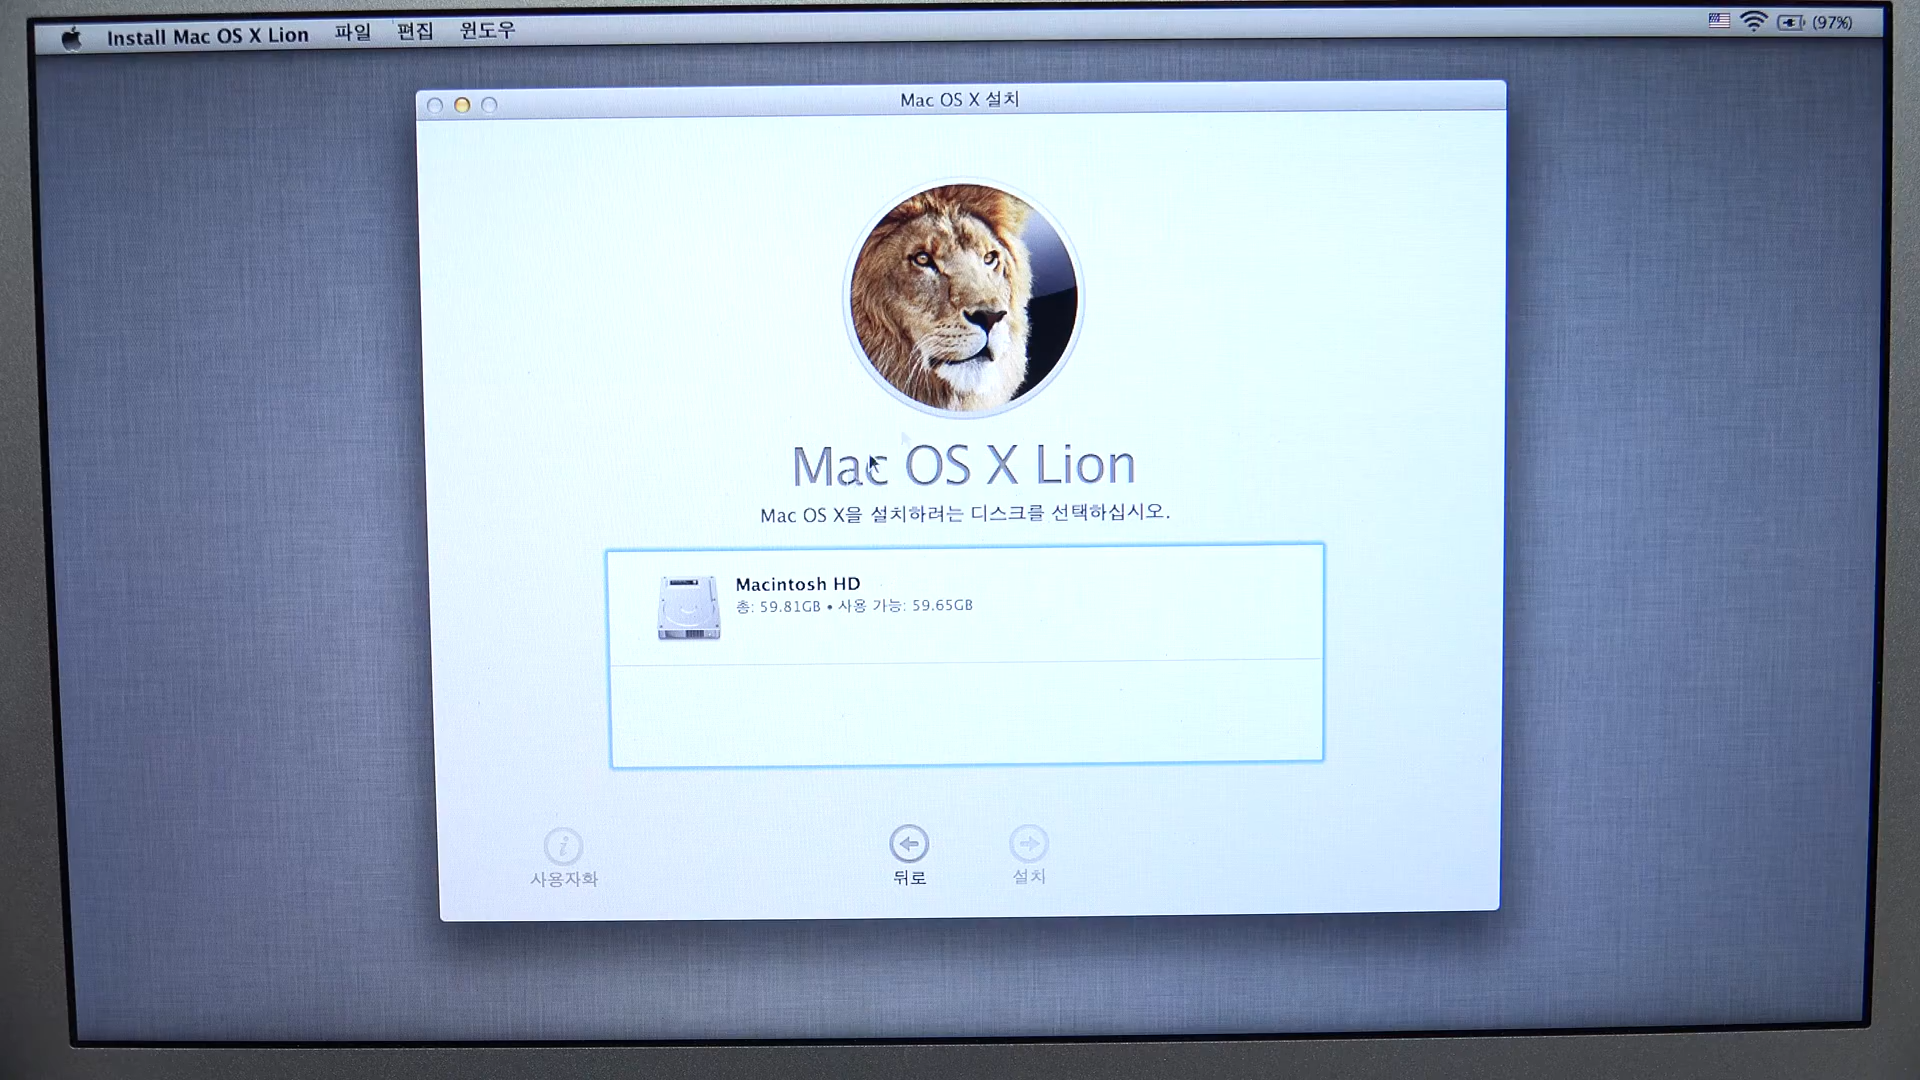 Install Mac OS X Lion 파일 편집 윈도우 (97%)
Mac OS X 설치
Mac OS X Lion
Mac OS X을 설치하려는 디스크를 선택하십시오.
Macintosh HD
총: 59.81GB • 사용 가능: 59.65GB
사용자화 뒤로 설치